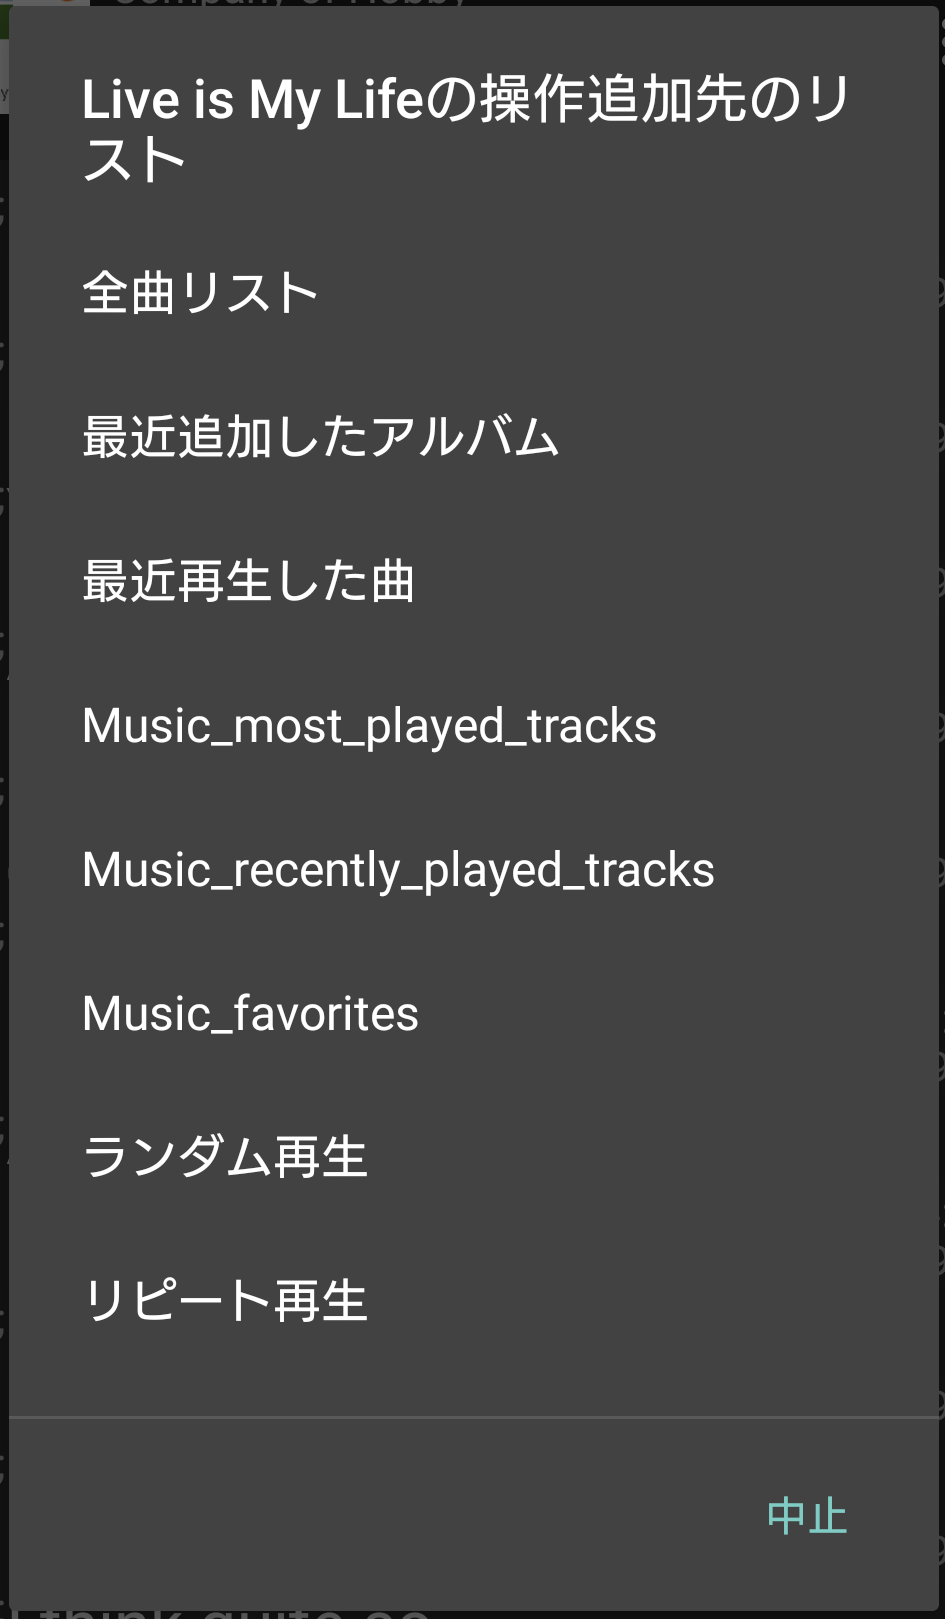 Live is My Lifeの操作追加先のリ
スト
全曲リスト
最近追加したアルバム
最近再生した曲
Music_most_played_tracks
Music_recently_played_tracks
Music_favorites
ランダム再生
リピート再生
中止